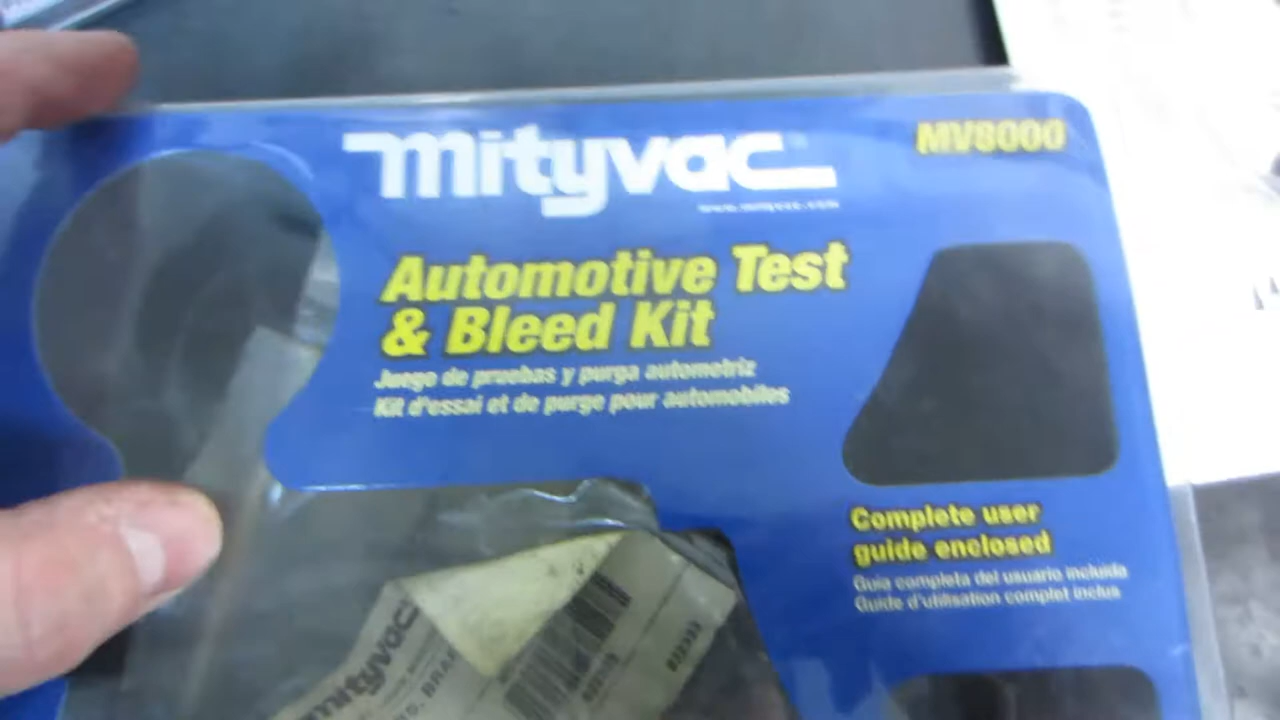 mityvac
MV8000
www.mityvac.com
Automotive Test
& Bleed Kit
Juego de pruebas y purga automotriz
Kit d'essai et de purge pour automobiles
Complete user
guide enclosed
Guía completa del usuario incluida
Guide d'utilisation complet inclus
mityvac